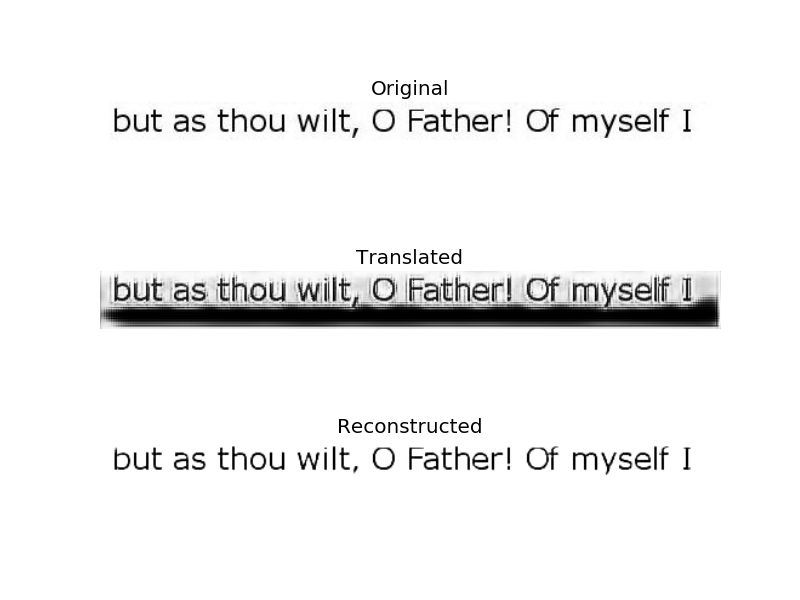 Original
but as thou wilt, O Father! Of myself I
Translated
but as thou wilt, O Father! Of myself I
Reconstructed
but as thou wilt, O Father! Of myself I